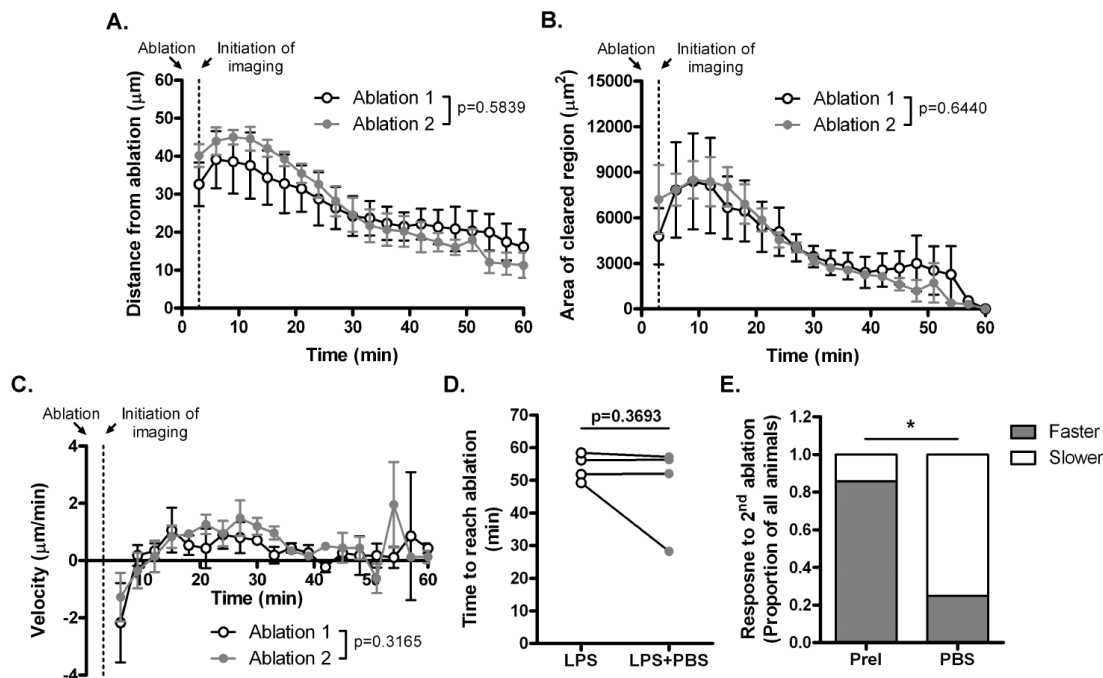 A.
Ablation
Initiation of
imaging
Distance from ablation (μm)
60
50
40
30
20
10
0
Ablation 1
Ablation 2
p=0.5839
0 10 20 30 40 50 60
Time (min)
B.
Ablation
Initiation of
imaging
Area of cleared region (μm²)
15000
12000
9000
6000
3000
0
Ablation 1
Ablation 2
p=0.6440
0 10 20 30 40 50 60
Time (min)
C.
Ablation
Initiation of
imaging
Velocity (μm/min)
4
2
0
-2
-4
10 20 30 40 50 60
Time (min)
Ablation 1
Ablation 2
p=0.3165
D.
Time to reach ablation
(min)
70
60
50
40
30
20
10
0
p=0.3693
LPS LPS+PBS
E.
Resposne to 2nd ablation
(Proportion of all animals)
1.2
1.0
0.8
0.6
0.4
0.2
0.0
*
Prel PBS
Faster
Slower